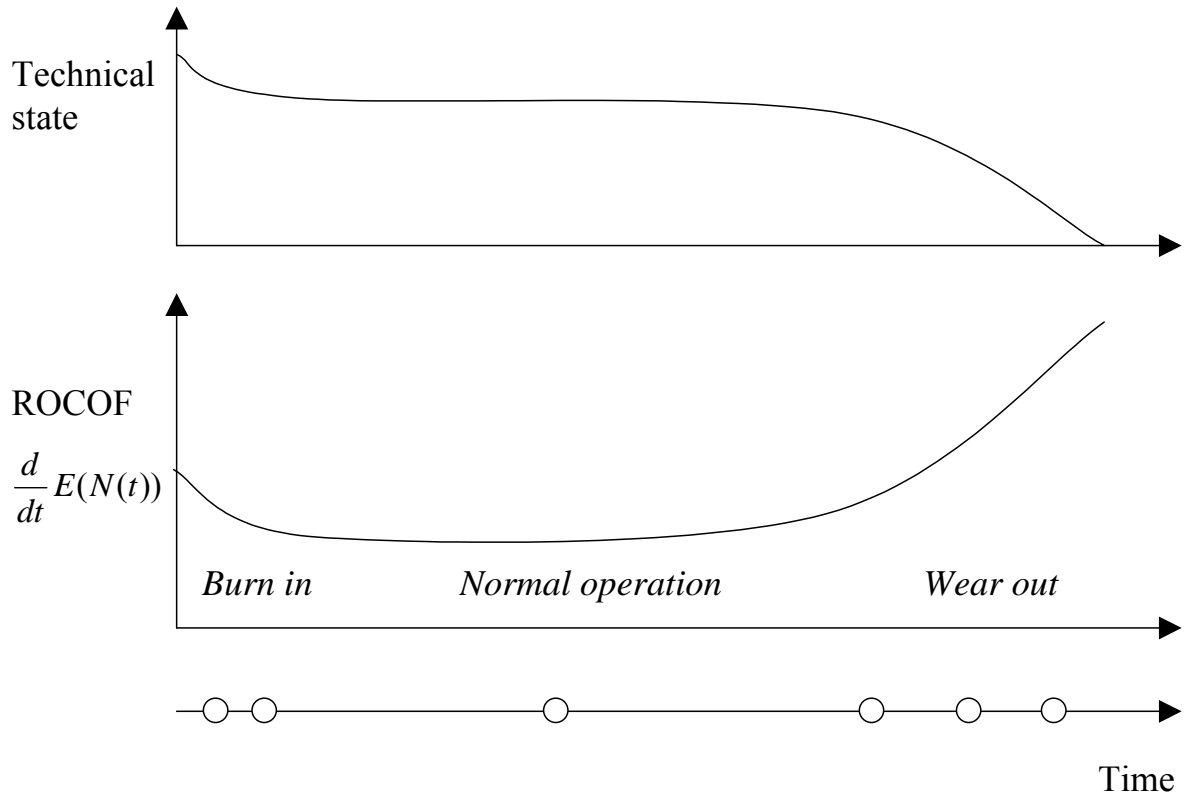 Technical
state
ROCOF
d/dt E(N(t))
Burn in
Normal operation
Wear out
Time